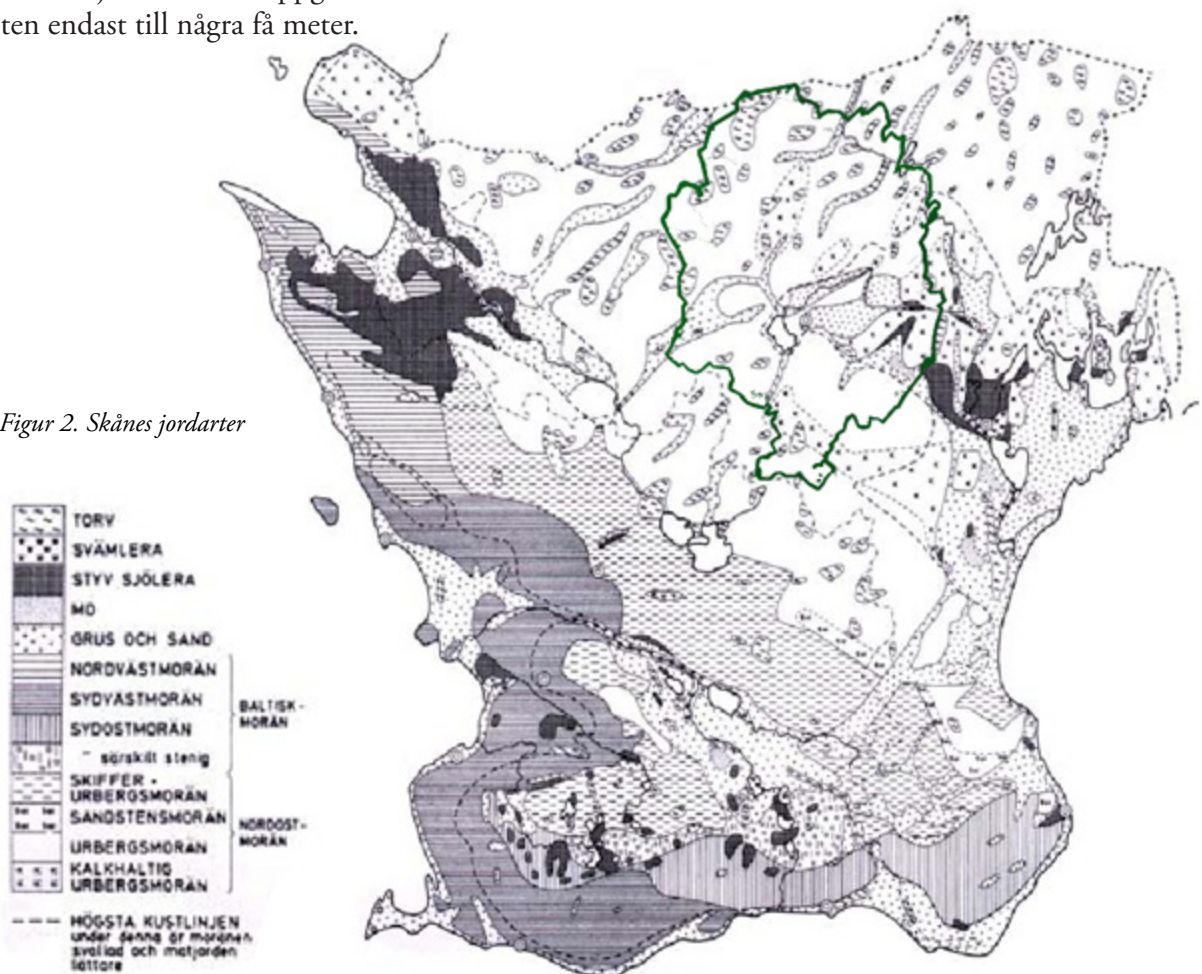 ten endast till några få meter.
Figur 2. Skånes jordarter
TORV
SVÄMLERA
STYV SJÖLERA
MO
GRUS OCH SAND
NORDVÄSTMORÄN
SYDVÄSTMORÄN
SYDOSTMORÄN
" särskilt stenig
BALTISK-
MORÄN
SKIFFER-
URBERGSMORÄN
SANDSTENSMORÄN
URBERGSMORÄN
KALKHALTIG
URBERGSMORÄN
NORDOST-
MORÄN
HÖGSTA KUSTLINJEN
under denna är moränen
svallad och matjorden
lättare